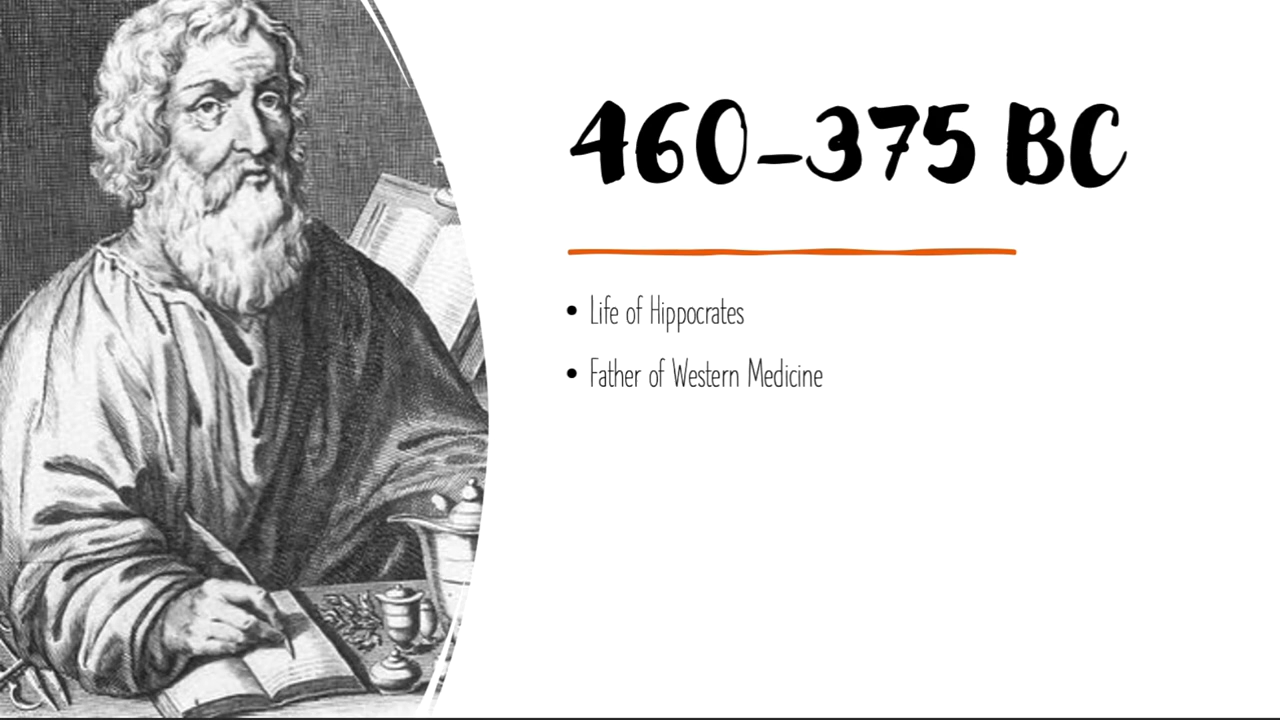 460–375 BC
• Life of Hippocrates
• Father of Western Medicine